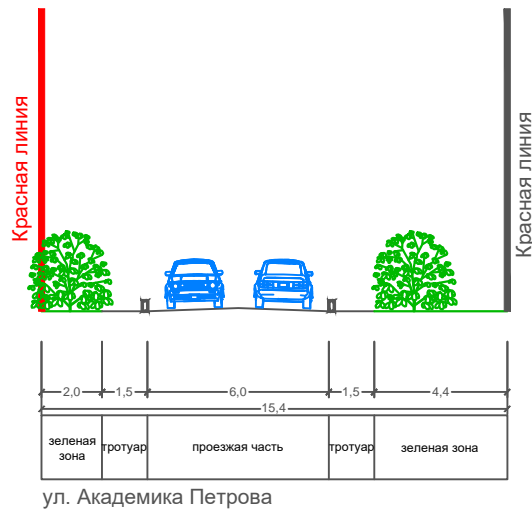 Красная линия
Красная линия
2,0 1,5 6,0 1,5 4,4
15,4
зеленая
зона
тротуар
проезжая часть
тротуар
зеленая зона
ул. Академика Петрова